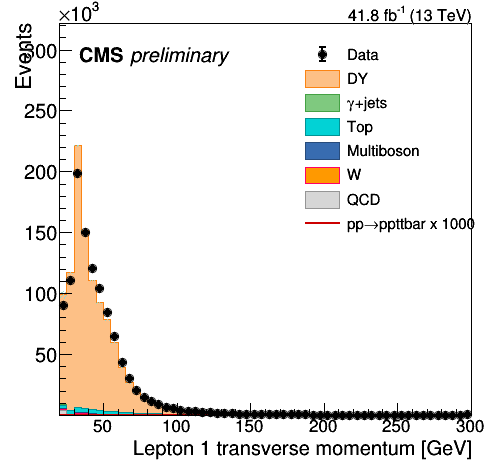 ×10³
41.8 fb⁻¹ (13 TeV)
Events
CMS preliminary
Data
DY
γ+jets
Top
Multiboson
W
QCD
pp→ppttbar x 1000
300
250
200
150
100
50
50 100 150 200 250 300
Lepton 1 transverse momentum [GeV]